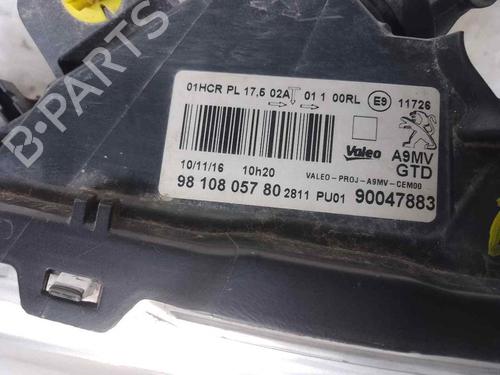 01HCR PL 17,5 02A 01 1 00RL E9 11726
Valeo A9MV
10/11/16 10h20 GTD
VALEO-PROJ-A9MV-CEM00
98 108 057 80 2811 PU01 90047883
B PARTS